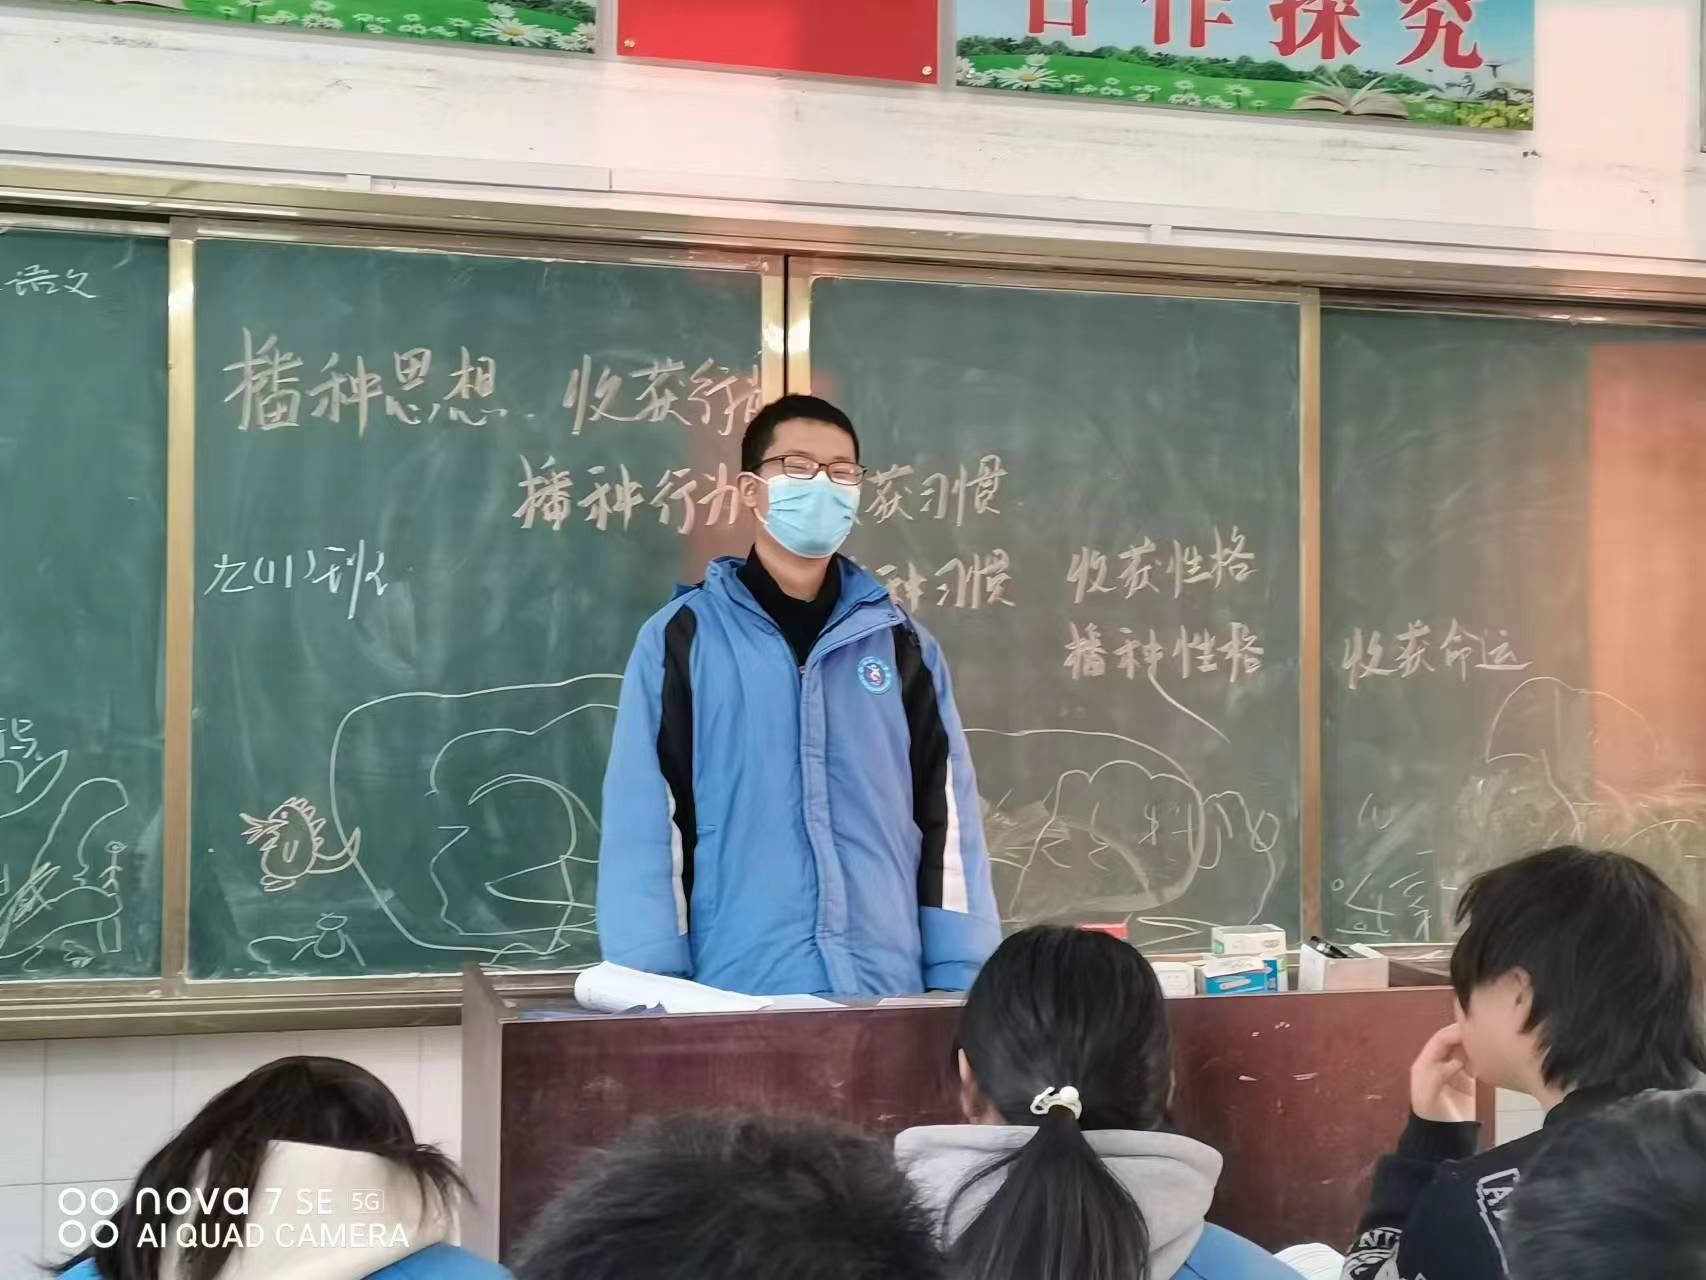 合作探究
语文
播种思想 收获行
播种行为 获习惯
种习惯 收获性格
播种性格 收获命运
九(11)班
nova 7 SE 5G
AI QUAD CAMERA